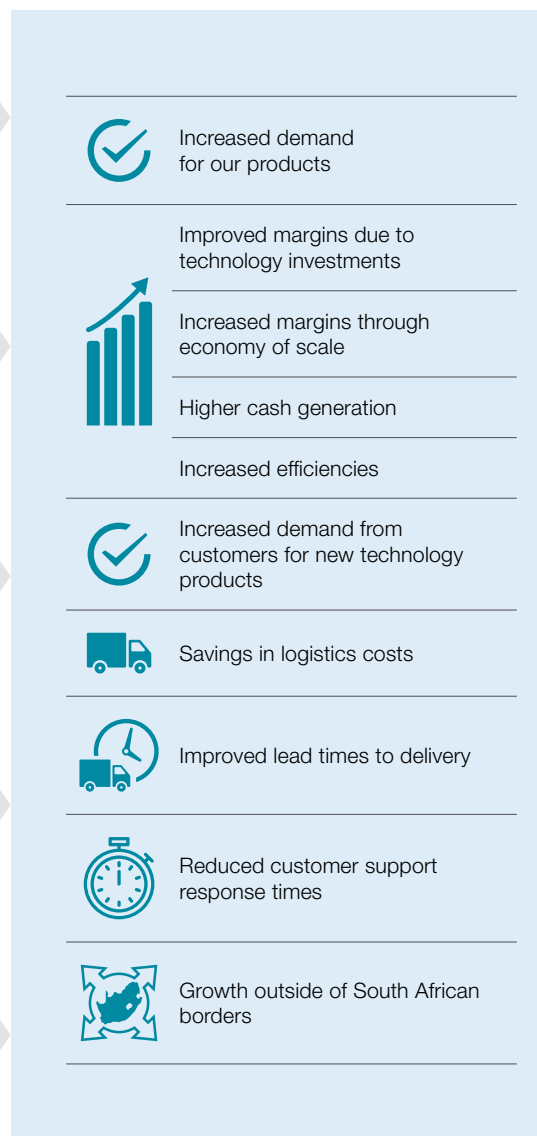 Increased demand
for our products
Improved margins due to
technology investments
Increased margins through
economy of scale
Higher cash generation
Increased efficiencies
Increased demand from
customers for new technology
products
Savings in logistics costs
Improved lead times to delivery
Reduced customer support
response times
Growth outside of South African
borders